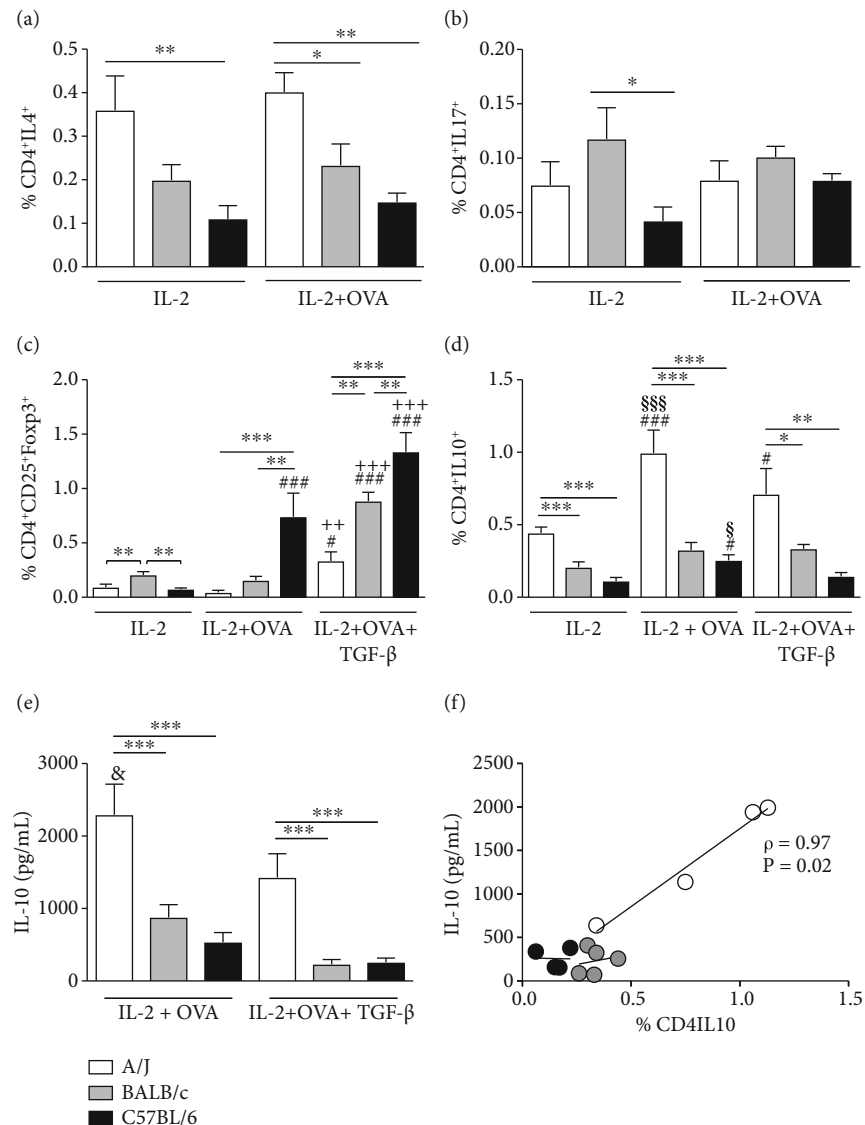 (a)
**
**
*
0.5
0.4
0.3
0.2
0.1
0.0
% CD4⁺IL4⁺
IL-2
IL-2+OVA
(b)
*
0.20
0.15
0.10
0.05
0.00
% CD4⁺IL17⁺
IL-2
IL-2+OVA
(c)
2.0
1.5
1.0
0.5
0.0
% CD4⁺CD25⁺Foxp3⁺
** **
***
**
###
***
** **
++
#
+++
###
+++
###
IL-2
IL-2+OVA
IL-2+OVA+
TGF-β
(d)
1.5
1.0
0.5
0.0
% CD4⁺IL10⁺
***
***
***
***
§§§
###
§
#
**
*
#
IL-2
IL-2 + OVA
IL-2+OVA+
TGF-β
(e)
***
***
&
***
***
3000
2000
1000
0
IL-10 (pg/mL)
IL-2 + OVA
IL-2+OVA+ TGF-β
(f)
2500
2000
1500
1000
500
0
IL-10 (pg/mL)
ρ = 0.97
P = 0.02
0.0 0.5 1.0 1.5
% CD4IL10
A/J
BALB/c
C57BL/6